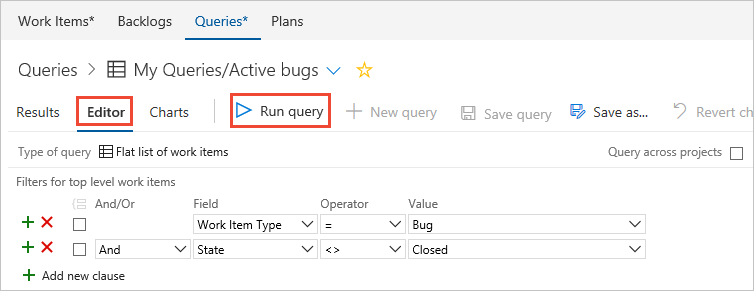 Work Items* Backlogs Queries* Plans
Queries > My Queries/Active bugs
Results Editor Charts Run query New query Save query Save as... Revert ch
Type of query Flat list of work items Query across projects
Filters for top level work items
And/Or Field Operator Value
Work Item Type = Bug
And State <> Closed
Add new clause